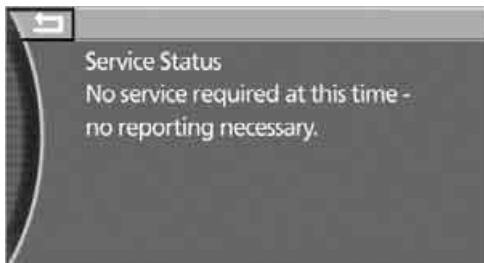 Service Status
No service required at this time -
no reporting necessary.